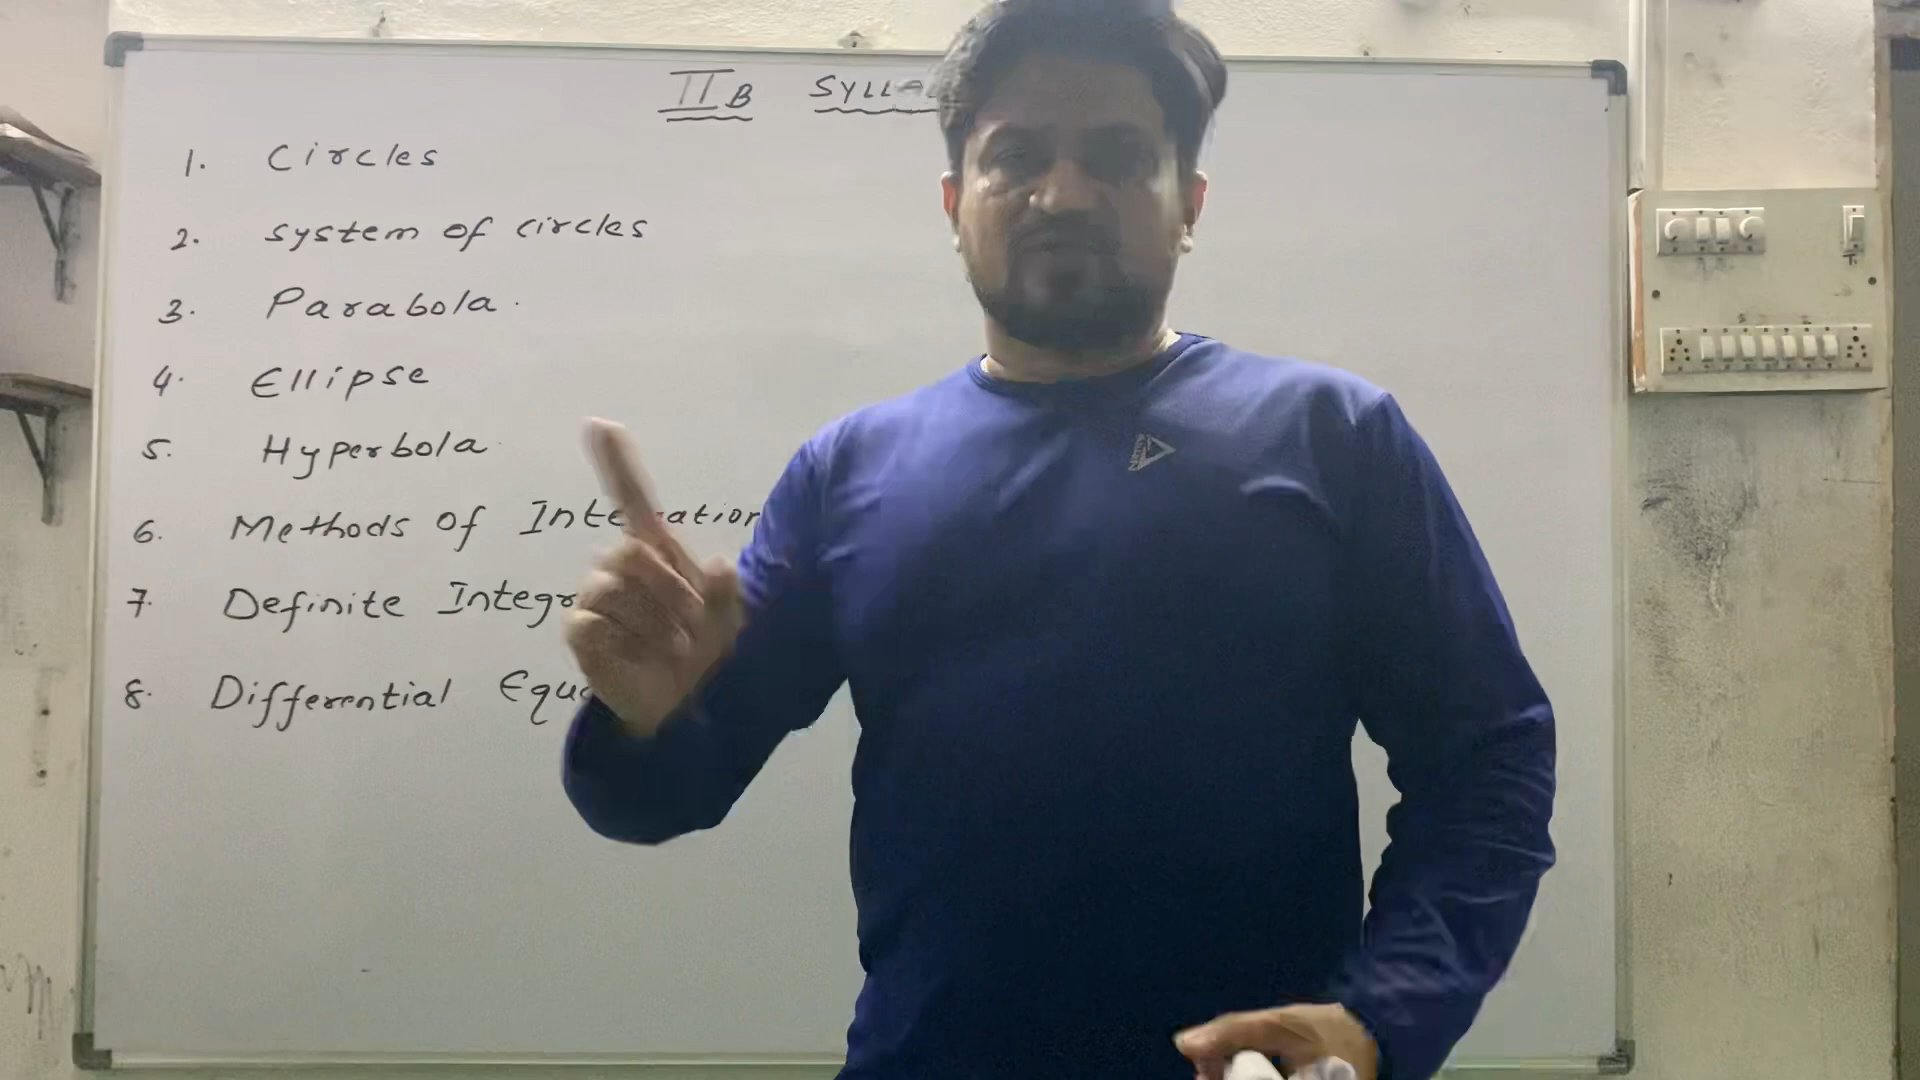 II B SYLLA
1. Circles
2. system of circles
3. Parabola.
4. Ellipse
5. Hyperbola
6. Methods of Integration
7. Definite Integr
8. Differential Equa